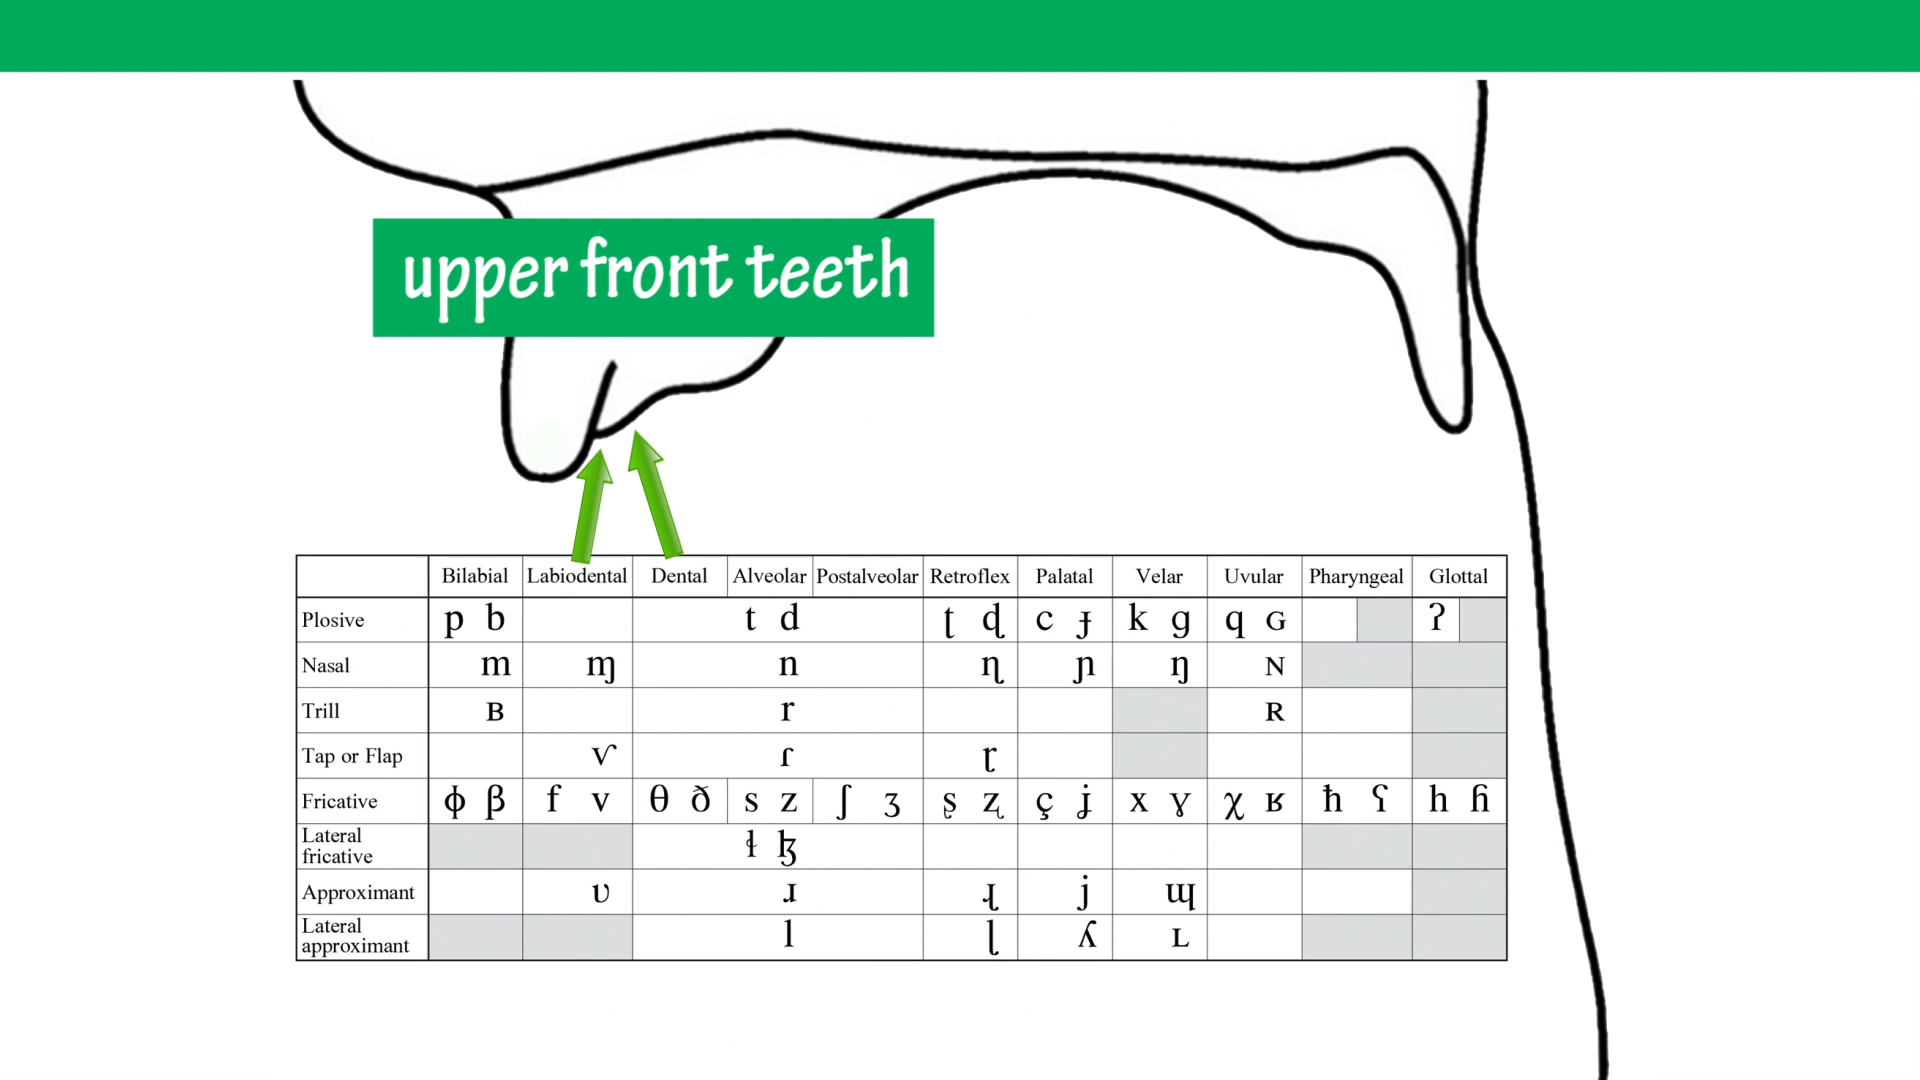 upper front teeth
Bilabial Labiodental Dental Alveolar Postalveolar Retroflex Palatal Velar Uvular Pharyngeal Glottal
Plosive p b t d ʈ ɖ c ɟ k ɡ q ɢ ʔ
Nasal m ɱ n ɳ ɲ ŋ ɴ
Trill ʙ r ʀ
Tap or Flap ⱱ ɾ ɽ
Fricative ɸ β f v θ ð s z ʃ ʒ ʂ ʐ ç ʝ x ɣ χ ʁ ħ ʕ h ɦ
Lateral
fricative ɬ ɮ
Approximant ʋ ɹ ɻ j ɰ
Lateral
approximant l ɭ ʎ ʟ